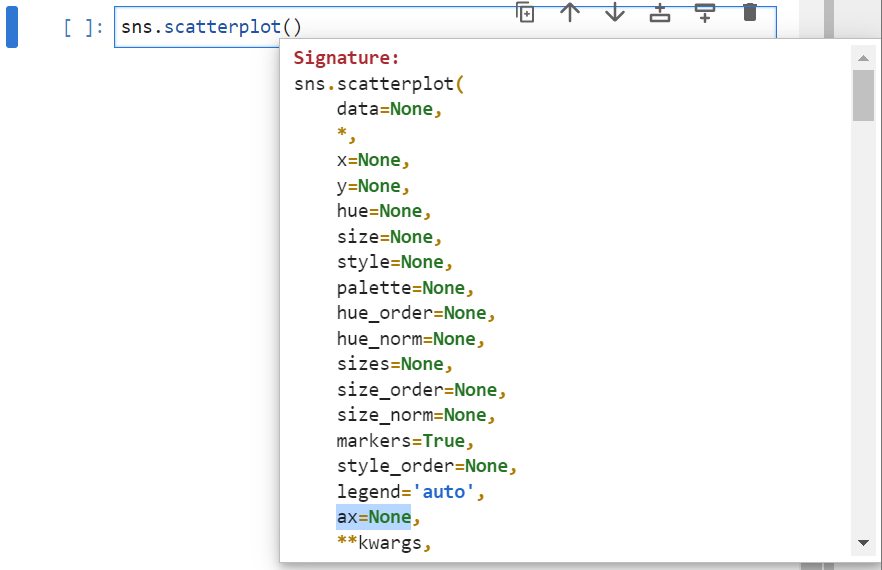 [ ]: sns.scatterplot()
Signature:
sns.scatterplot(
    data=None,
    *,
    x=None,
    y=None,
    hue=None,
    size=None,
    style=None,
    palette=None,
    hue_order=None,
    hue_norm=None,
    sizes=None,
    size_order=None,
    size_norm=None,
    markers=True,
    style_order=None,
    legend='auto',
    ax=None,
    **kwargs,